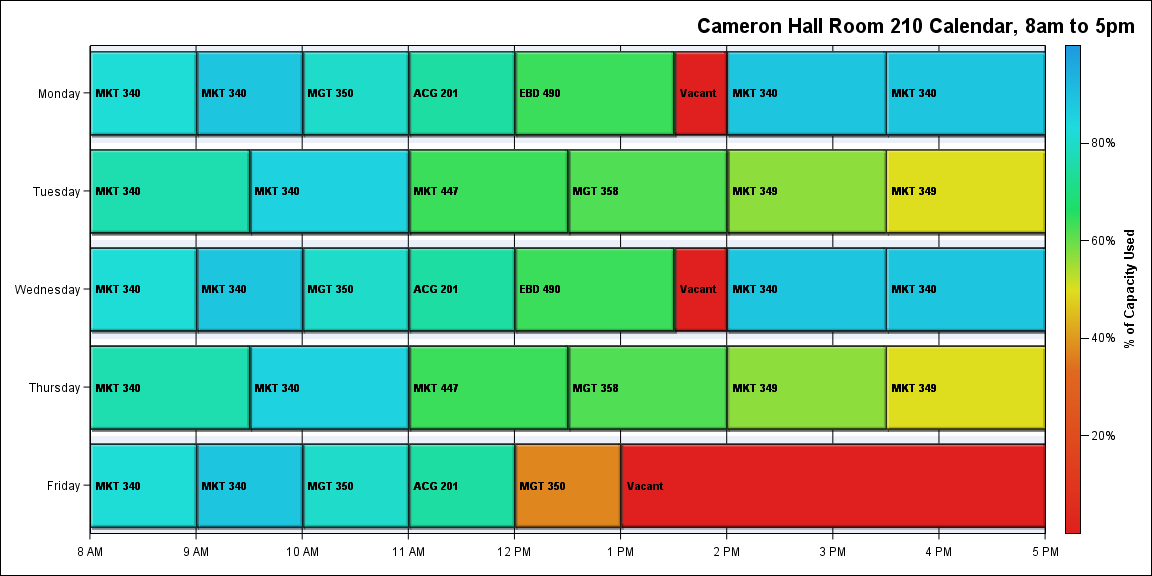 Cameron Hall Room 210 Calendar, 8am to 5pm
Monday
MKT 340
MKT 340
MGT 350
ACG 201
EBD 490
Vacant
MKT 340
MKT 340
Tuesday
MKT 340
MKT 340
MKT 447
MGT 358
MKT 349
MKT 349
Wednesday
MKT 340
MKT 340
MGT 350
ACG 201
EBD 490
Vacant
MKT 340
MKT 340
Thursday
MKT 340
MKT 340
MKT 447
MGT 358
MKT 349
MKT 349
Friday
MKT 340
MKT 340
MGT 350
ACG 201
MGT 350
Vacant
8 AM
9 AM
10 AM
11 AM
12 PM
1 PM
2 PM
3 PM
4 PM
5 PM
80%
60%
40%
20%
% of Capacity Used